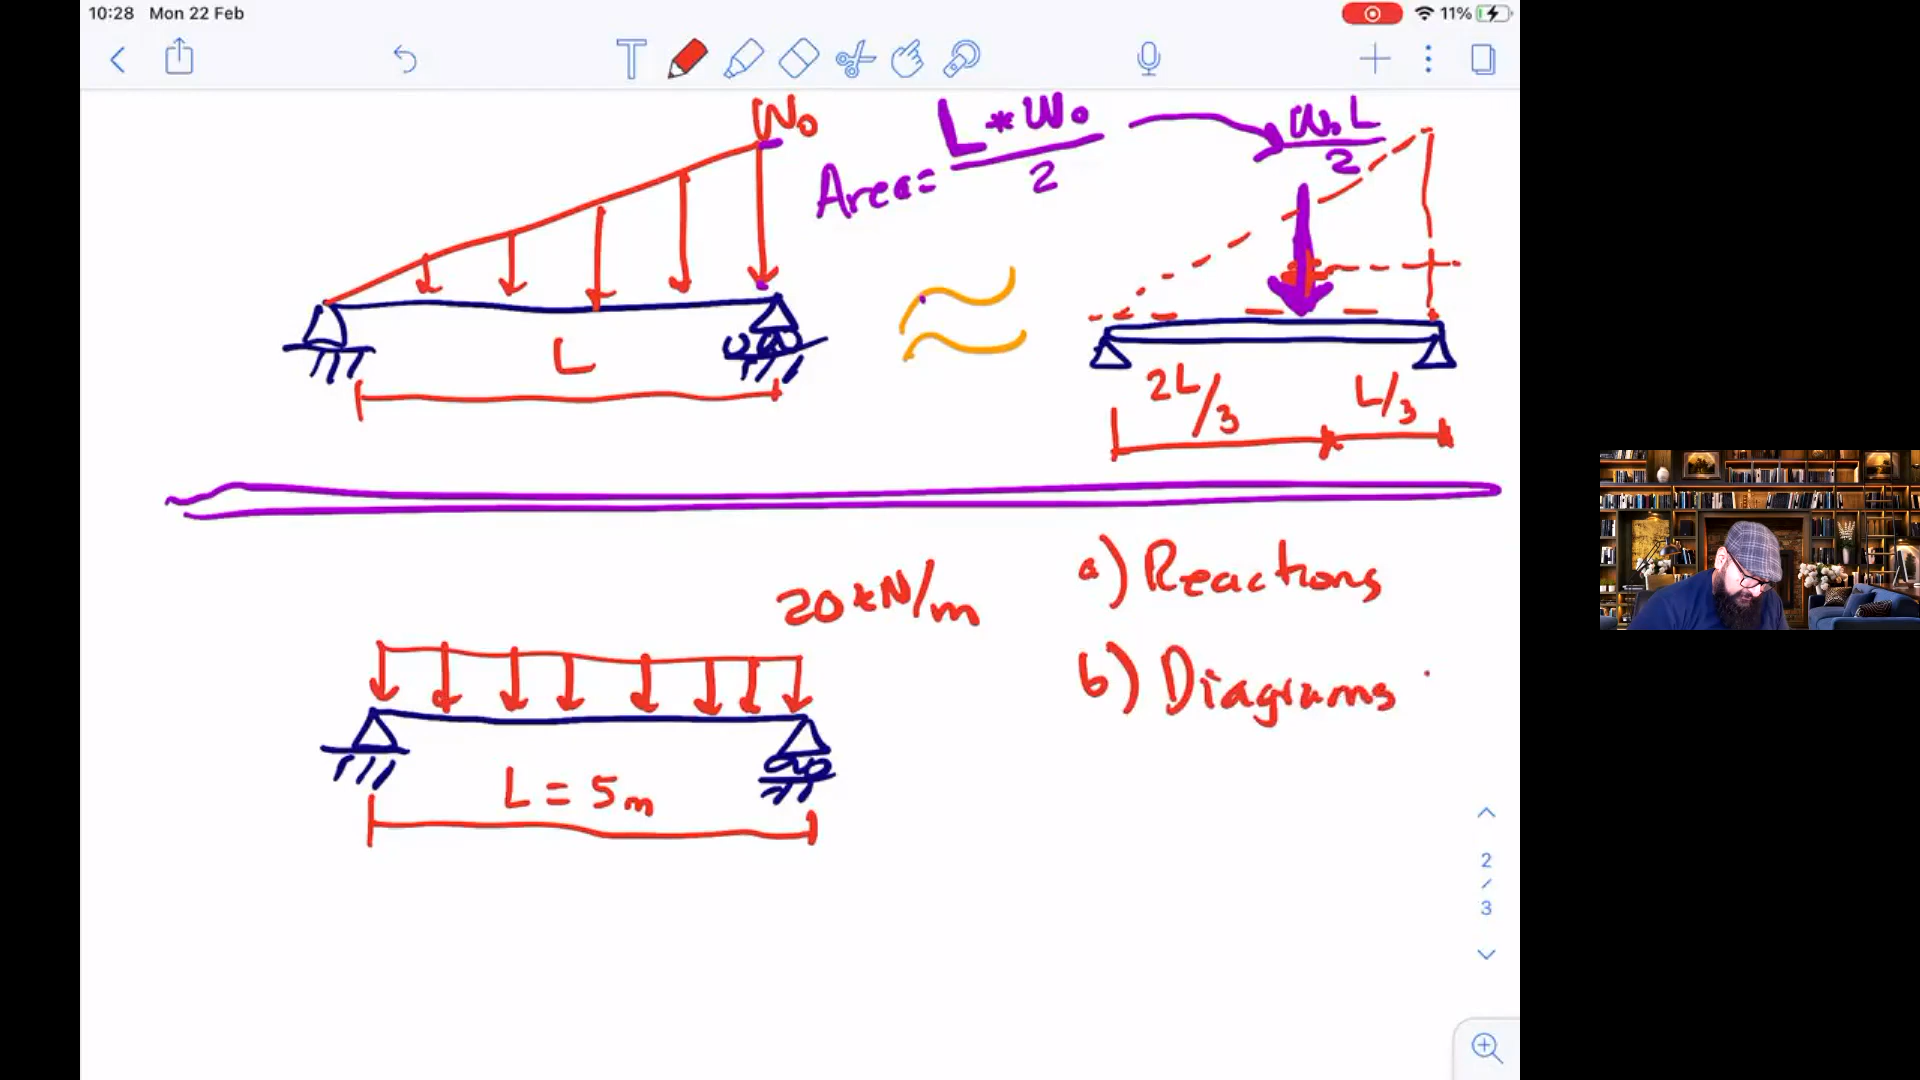 10:28 Mon 22 Feb
11%
T
W₀
Area = L * W₀ / 2
W₀ L / 2
L
2L/3
L/3
20 kN/m
a) Reactions
b) Diagrams
L = 5m
2
/
3